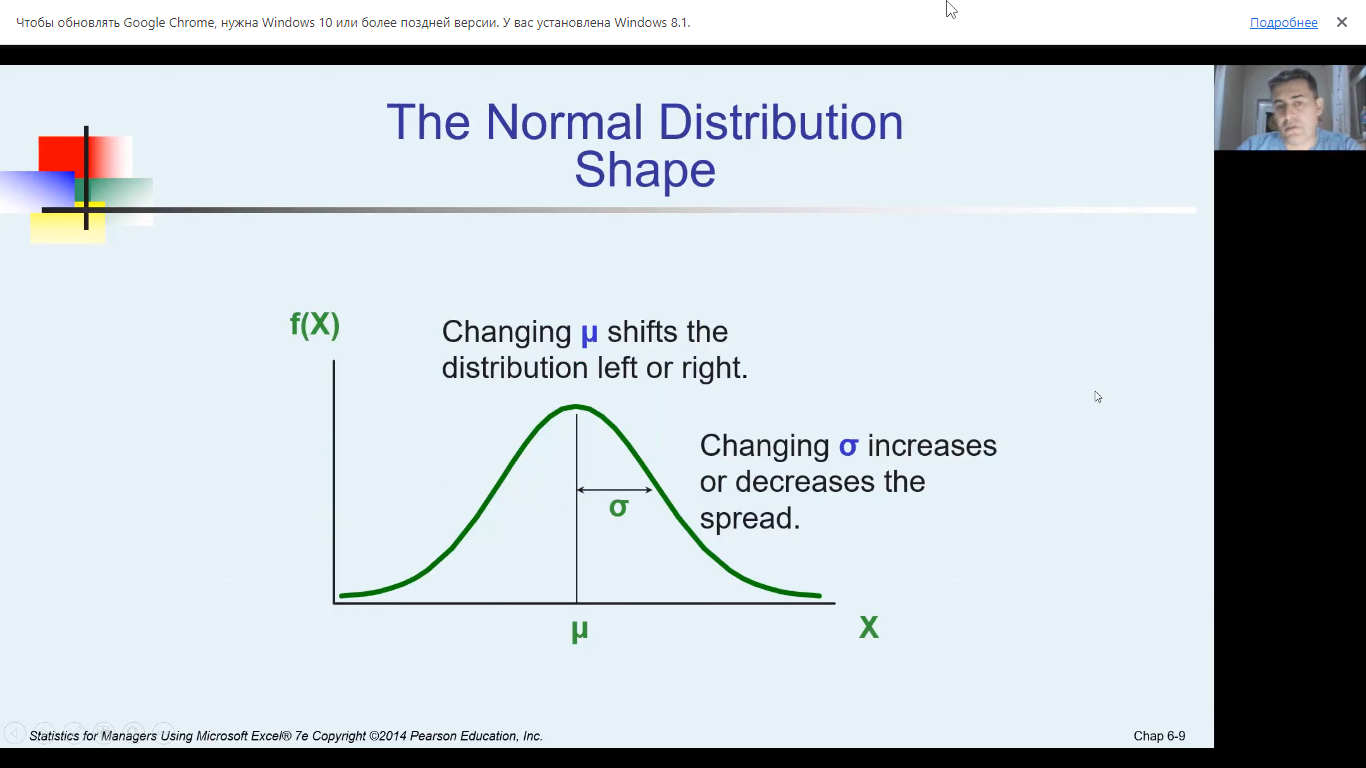 Чтобы обновлять Google Chrome, нужна Windows 10 или более поздней версии. У вас установлена Windows 8.1.
Подробнее
The Normal Distribution
Shape
f(X)
Changing μ shifts the
distribution left or right.
Changing σ increases
or decreases the
spread.
σ
μ
X
Statistics for Managers Using Microsoft Excel® 7e Copyright ©2014 Pearson Education, Inc.
Chap 6-9